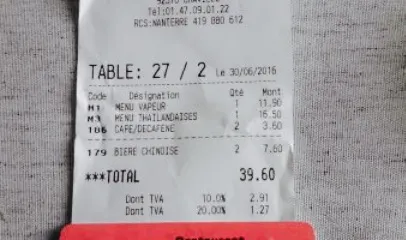 Tél:01.47.09.01.22
RCS:NANTERRE 419 880 612
TABLE: 27 / 2 Le 30/06/2016
Code Désignation Qté Mont
M1 MENU VAPEUR 1 11.90
M3 MENU THAILANDAISES 1 16.50
186 CAFE/DECAFENE 2 3.60
179 BIERE CHINOISE 2 7.60
***TOTAL 39.60
Dont TVA 10.0% 2.91
Dont TVA 20.00% 1.27